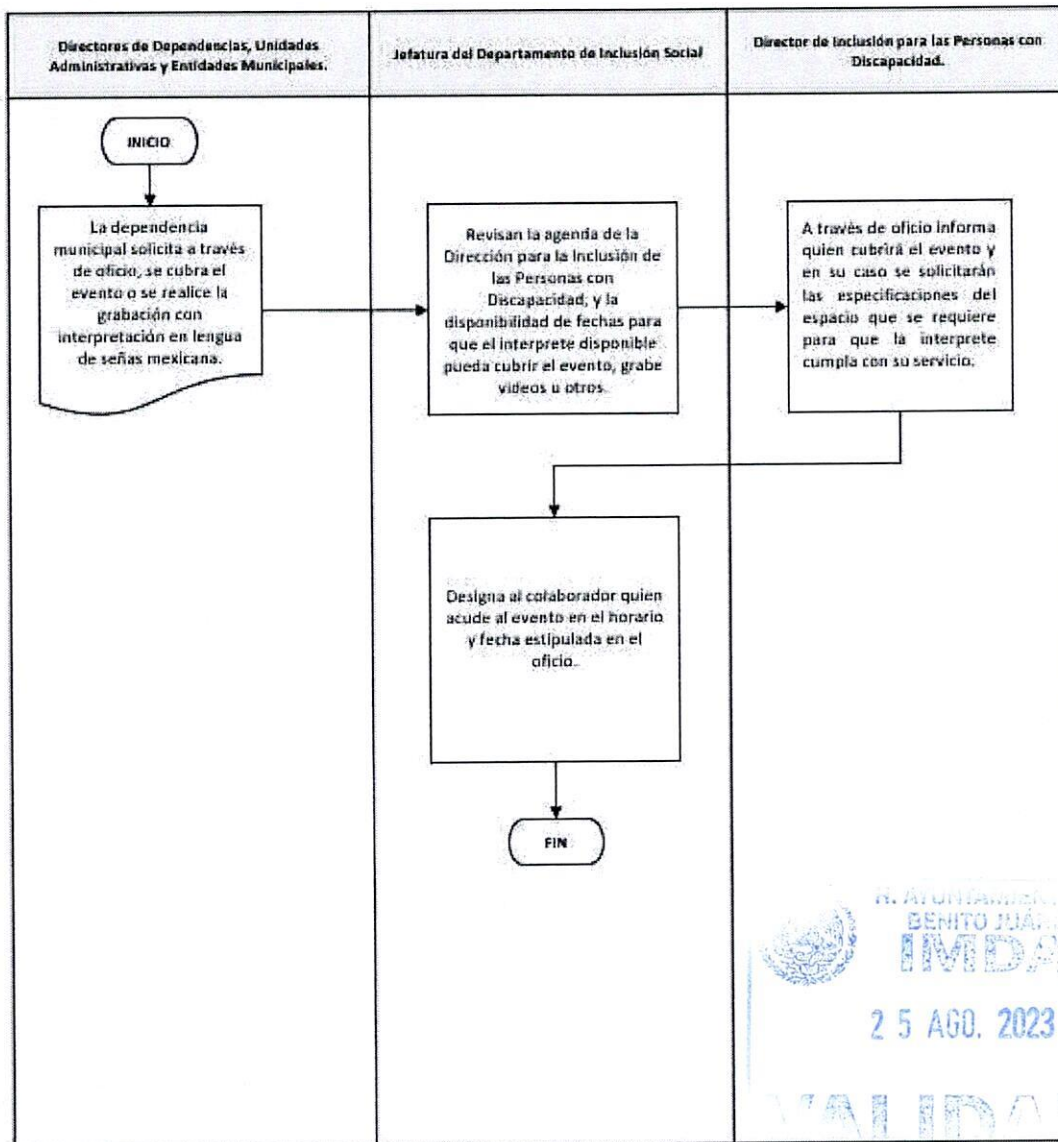 Directores de Dependencias, Unidades
Administrativas y Entidades Municipales.
Jefatura del Departamento de Inclusión Social
Director de Inclusión para las Personas con
Discapacidad.
INICIO
La dependencia
municipal solicita a través
de oficio, se cubra el
evento o se realice la
grabación con
interpretación en lengua
de señas mexicana.
Revisan la agenda de la
Dirección para la Inclusión de
las Personas con
Discapacidad; y la
disponibilidad de fechas para
que el interprete disponible
pueda cubrir el evento, grabe
videos u otros.
A través de oficio informa
quien cubrirá el evento y
en su caso se solicitarán
las especificaciones del
espacio que se requiere
para que la interprete
cumpla con su servicio.
Designa al colaborador quien
acude al evento en el horario
y fecha estipulada en el
oficio.
FIN
H. AYUNTAMIEN
BENITO JUÁR
IMDA
25 AGO. 2023
VALIDA